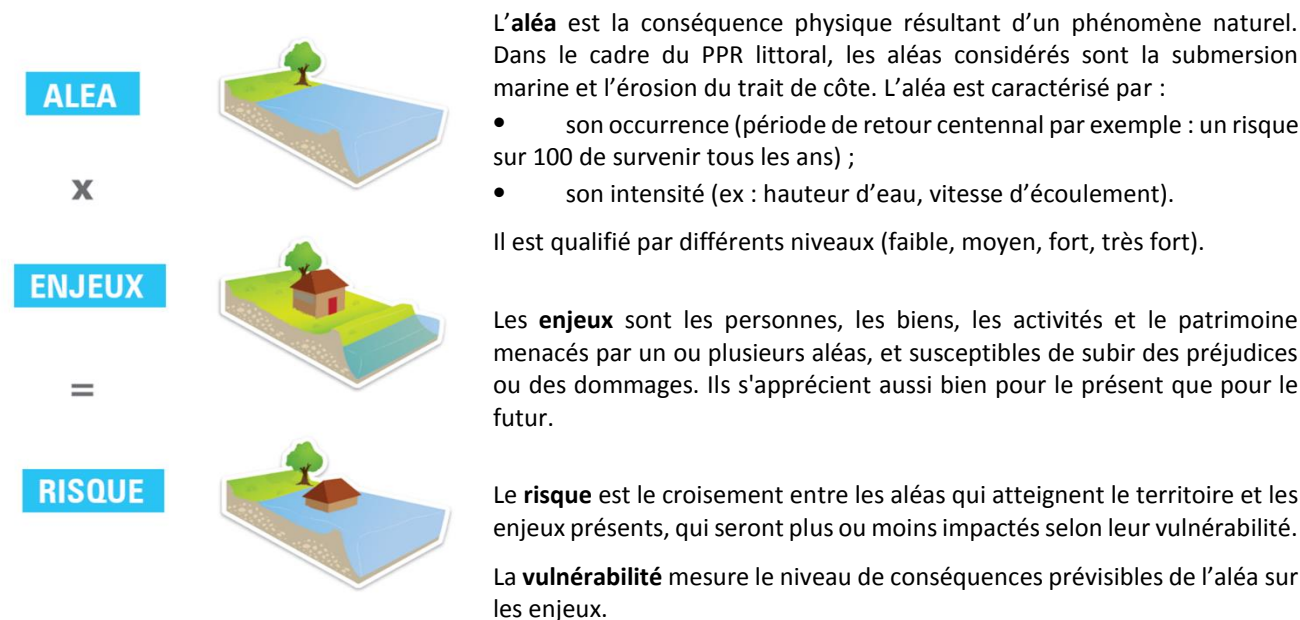 ALEA
x
ENJEUX
=
RISQUE
L’aléa est la conséquence physique résultant d’un phénomène naturel.
Dans le cadre du PPR littoral, les aléas considérés sont la submersion
marine et l’érosion du trait de côte. L’aléa est caractérisé par :
• son occurrence (période de retour centennal par exemple : un risque
sur 100 de survenir tous les ans) ;
• son intensité (ex : hauteur d’eau, vitesse d’écoulement).
Il est qualifié par différents niveaux (faible, moyen, fort, très fort).
Les enjeux sont les personnes, les biens, les activités et le patrimoine
menacés par un ou plusieurs aléas, et susceptibles de subir des préjudices
ou des dommages. Ils s'apprécient aussi bien pour le présent que pour le
futur.
Le risque est le croisement entre les aléas qui atteignent le territoire et les
enjeux présents, qui seront plus ou moins impactés selon leur vulnérabilité.
La vulnérabilité mesure le niveau de conséquences prévisibles de l’aléa sur
les enjeux.